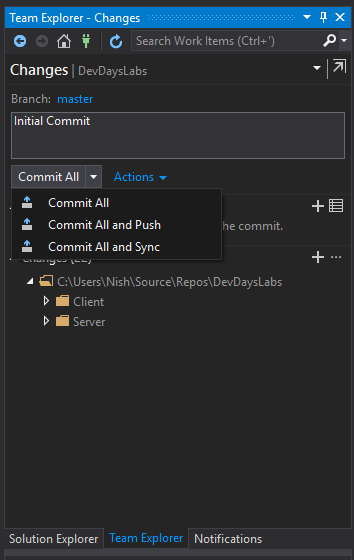 Team Explorer - Changes
Search Work Items (Ctrl+')
Changes | DevDaysLabs
Branch: master
Initial Commit
Commit All Actions
Commit All
Commit All and Push
he commit.
Commit All and Sync
Changes (22)
C:\Users\Nish\Source\Repos\DevDaysLabs
Client
Server
Solution Explorer Team Explorer Notifications